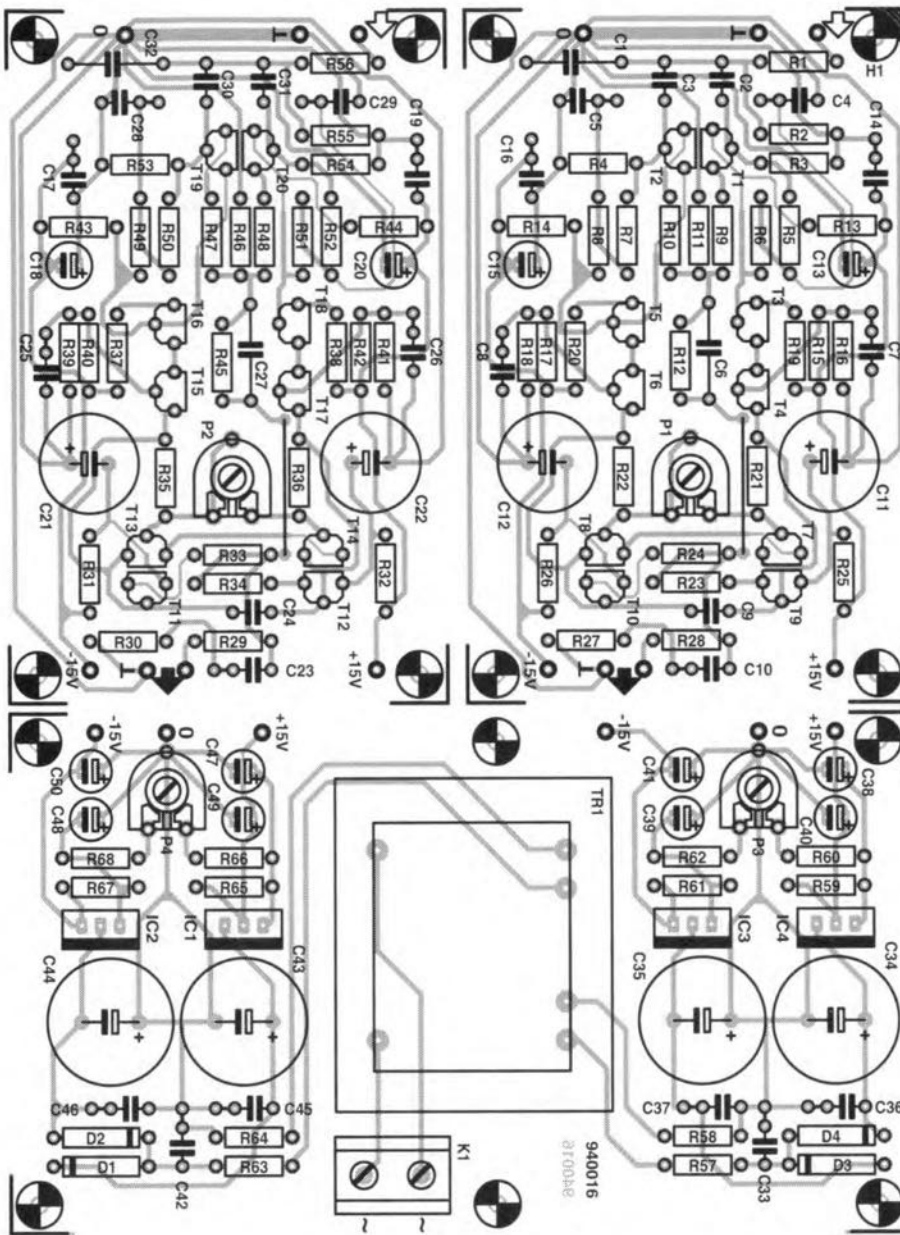 0
C32
T
R56
0
C1
T
R1
H1
C30
C31
C29
C19
C3
C2
C4
C14
C28
R55
C5
R2
R53
R54
R4
R3
C17
T19
T20
C16
T2
T1
R43
R49
R50
R47
R46
R48
R51
R52
R44
R14
R8
R7
R10
R11
R9
R6
R5
R13
C18
C20
C15
C13
T16
T18
T5
T3
C25
R39
R40
R37
R45
C27
R38
R42
R41
C26
C8
R18
R17
R20
R12
C6
R19
R15
R16
C7
T15
T17
T6
T4
P2
P1
+
R35
R36
+
R22
R21
C21
C22
C12
C11
T13
T14
T8
T7
R31
R33
R32
R26
R24
R25
R34
R23
T11
C24
T12
T10
C9
T9
R30
R29
R27
R28
C23
C10
-15V
T
+15V
-15V
T
+15V
-15V
0
+15V
-15V
0
+15V
C50
C47
TR1
C41
C38
C48
C49
C39
C40
P4
P3
R68
R66
R62
R60
R67
R65
R61
R59
IC2
IC1
IC3
IC4
C44
C43
C35
C34
+
+
+
+
C46
C45
C37
C36
D2
R64
K1
R58
D4
D1
R63
R57
D3
C42
C33
940016
940016
~
~